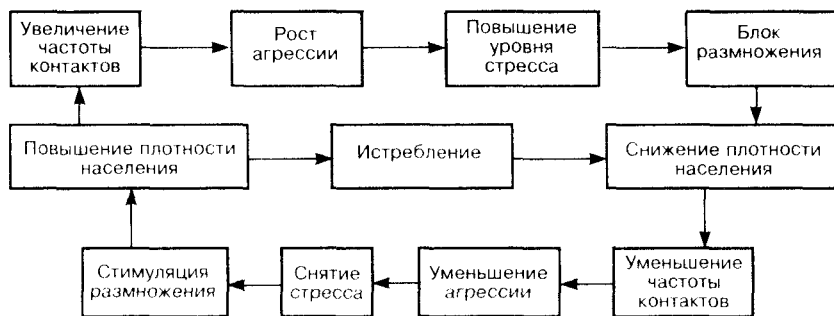 Увеличение
частоты
контактов
Рост
агрессии
Повышение
уровня
стресса
Блок
размножения
Повышение плотности
населения
Истребление
Снижение плотности
населения
Стимуляция
размножения
Снятие
стресса
Уменьшение
агрессии
Уменьшение
частоты
контактов